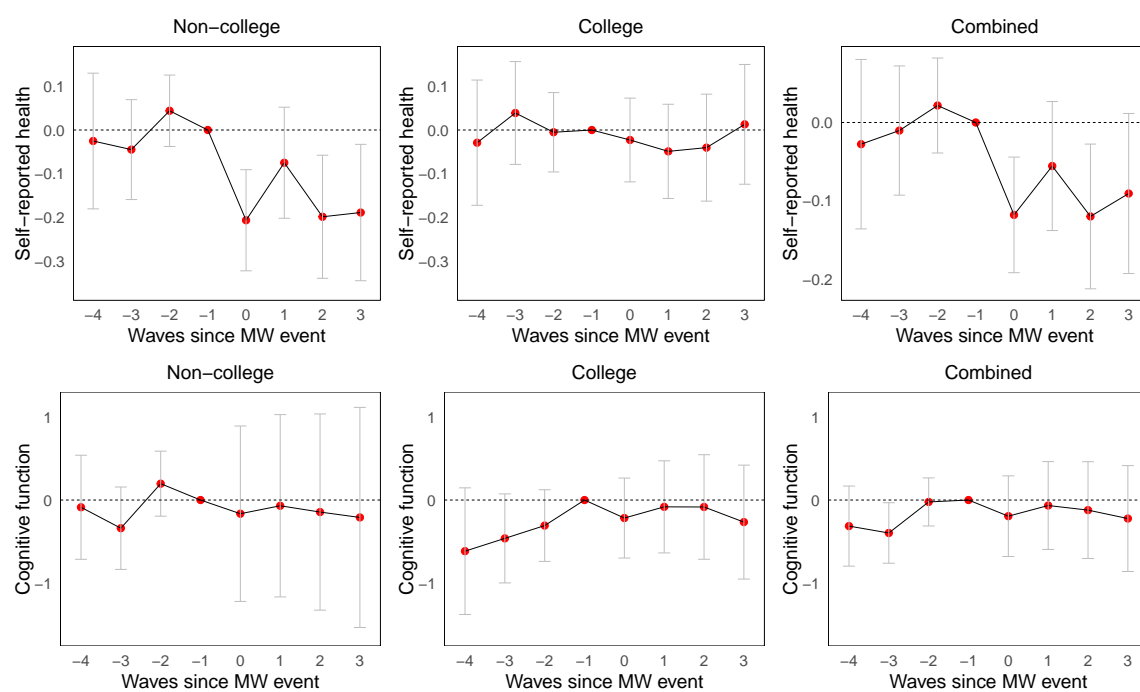 Non−college
College
Combined
Self−reported health
0.1
0.0
−0.1
−0.2
−0.3
−4 −3 −2 −1 0 1 2 3
Waves since MW event
Self−reported health
0.1
0.0
−0.1
−0.2
−0.3
−4 −3 −2 −1 0 1 2 3
Waves since MW event
Self−reported health
0.0
−0.1
−0.2
−4 −3 −2 −1 0 1 2 3
Waves since MW event
Non−college
College
Combined
Cognitive function
1
0
−1
−4 −3 −2 −1 0 1 2 3
Waves since MW event
Cognitive function
1
0
−1
−4 −3 −2 −1 0 1 2 3
Waves since MW event
Cognitive function
1
0
−1
−4 −3 −2 −1 0 1 2 3
Waves since MW event